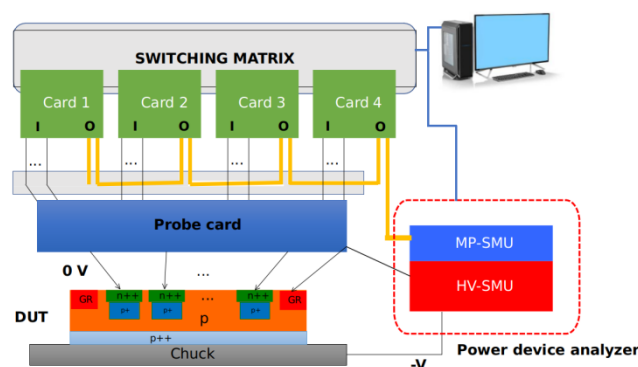 SWITCHING MATRIX
Card 1 Card 2 Card 3 Card 4
I O I O I O I O
... ... ... ...
Probe card
MP-SMU
HV-SMU
0 V
...
DUT
GR n++ n++ ... n++ GR
p+ p+ p+
p
p++
Chuck
-V
Power device analyzer